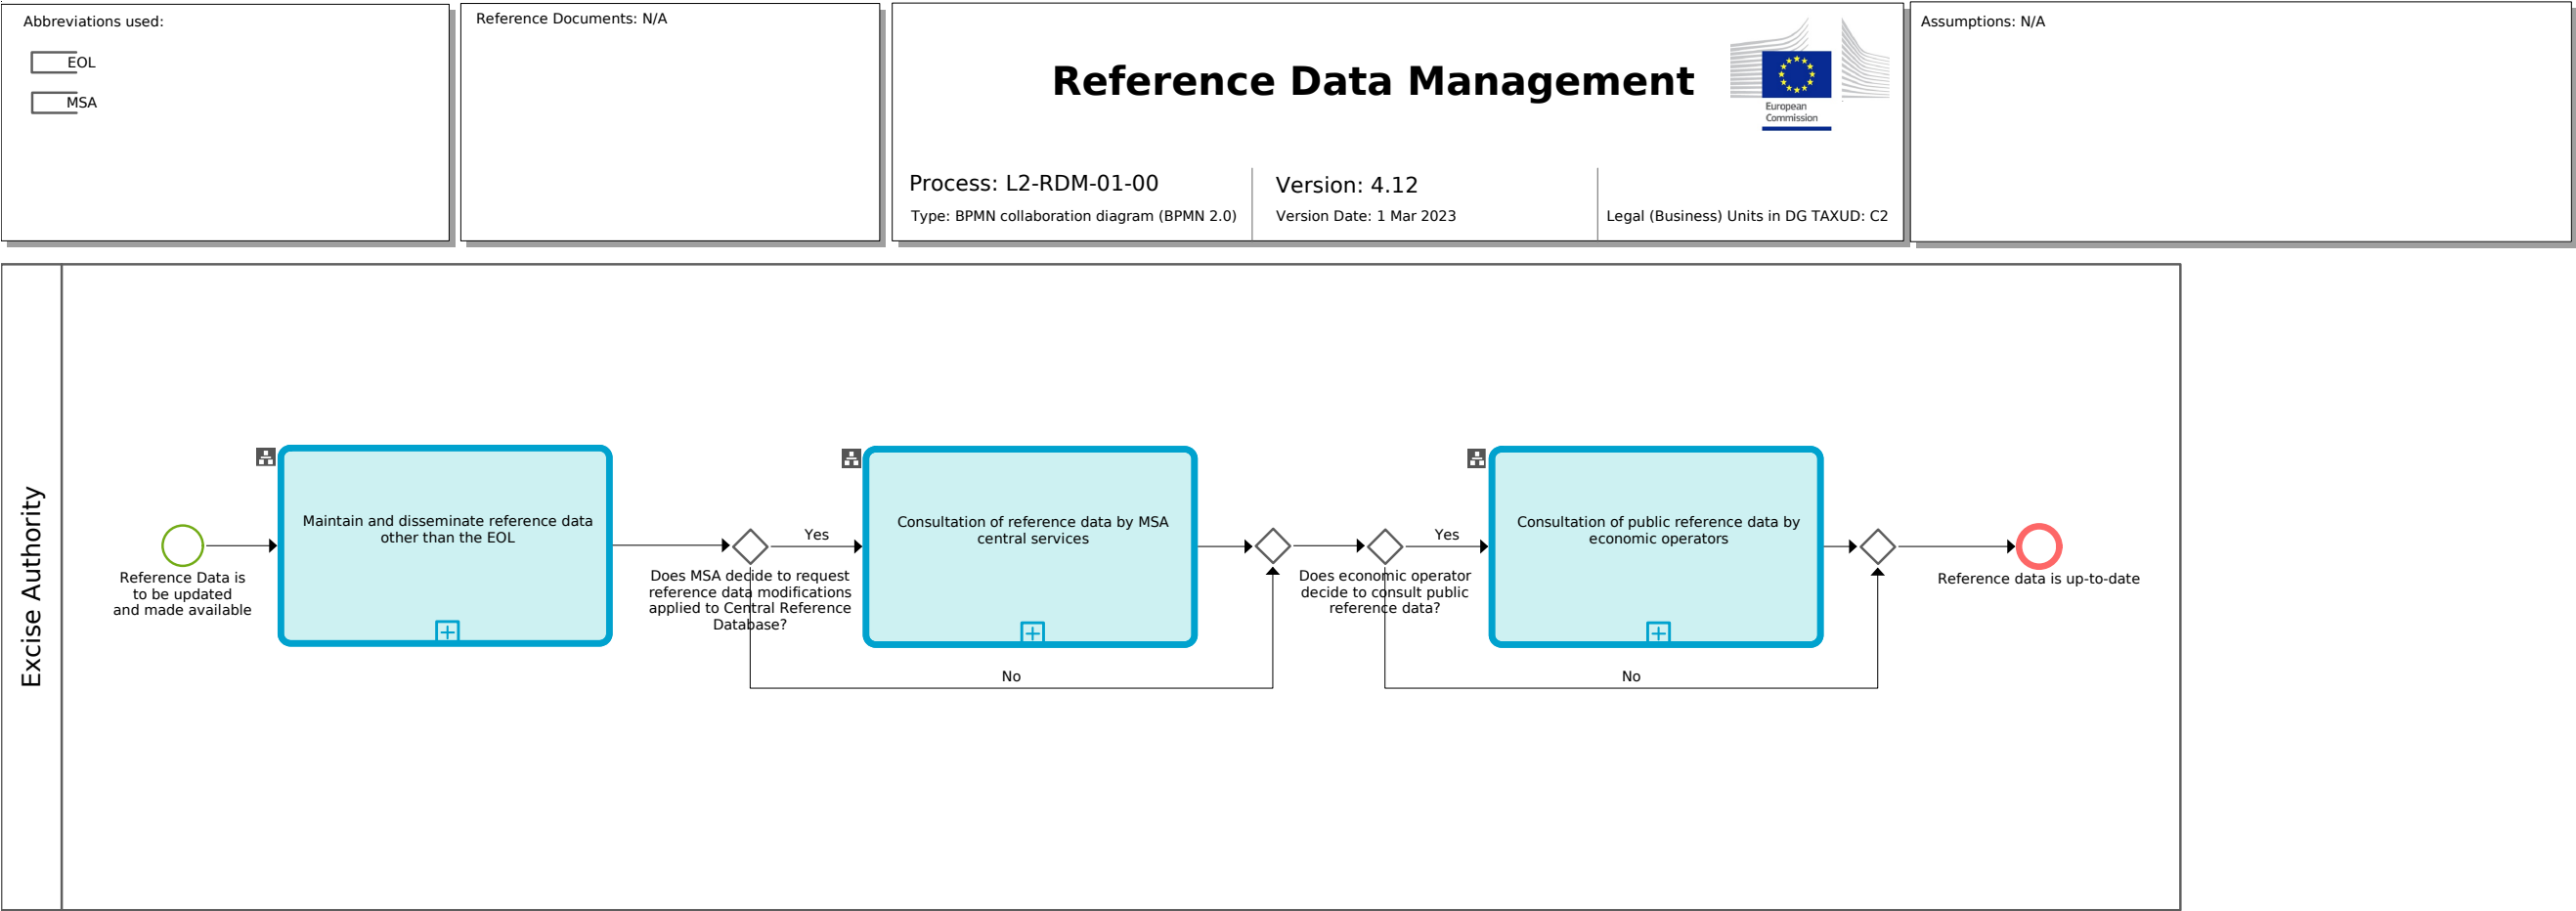 Abbreviations used:
EOL
MSA
Reference Documents: N/A
Reference Data Management
European
Commission
Process: L2-RDM-01-00
Version: 4.12
Type: BPMN collaboration diagram (BPMN 2.0)
Version Date: 1 Mar 2023
Legal (Business) Units in DG TAXUD: C2
Assumptions: N/A
Excise Authority
Reference Data is
to be updated
and made available
Maintain and disseminate reference data
other than the EOL
Does MSA decide to request
reference data modifications
applied to Central Reference
Database?
Yes
No
Consultation of reference data by MSA
central services
Does economic operator
decide to consult public
reference data?
Yes
No
Consultation of public reference data by
economic operators
Reference data is up-to-date